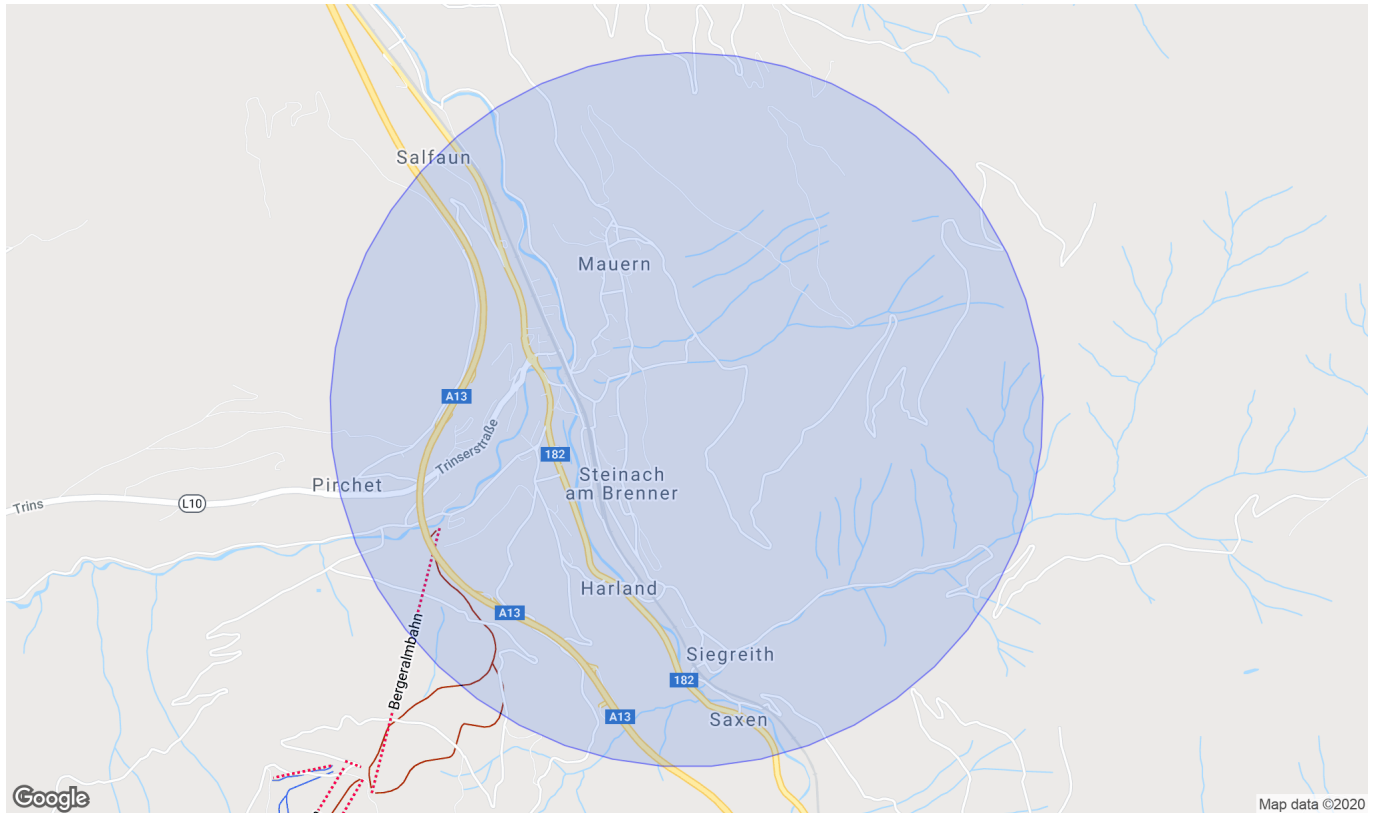 Salfaun
Mauern
A13
Trinserstraße
182
Steinach
am Brenner
Pirchet
L10
Trins
Harland
A13
Bergeralmbahn
Siegreith
182
A13
Saxen
Google
Map data ©2020